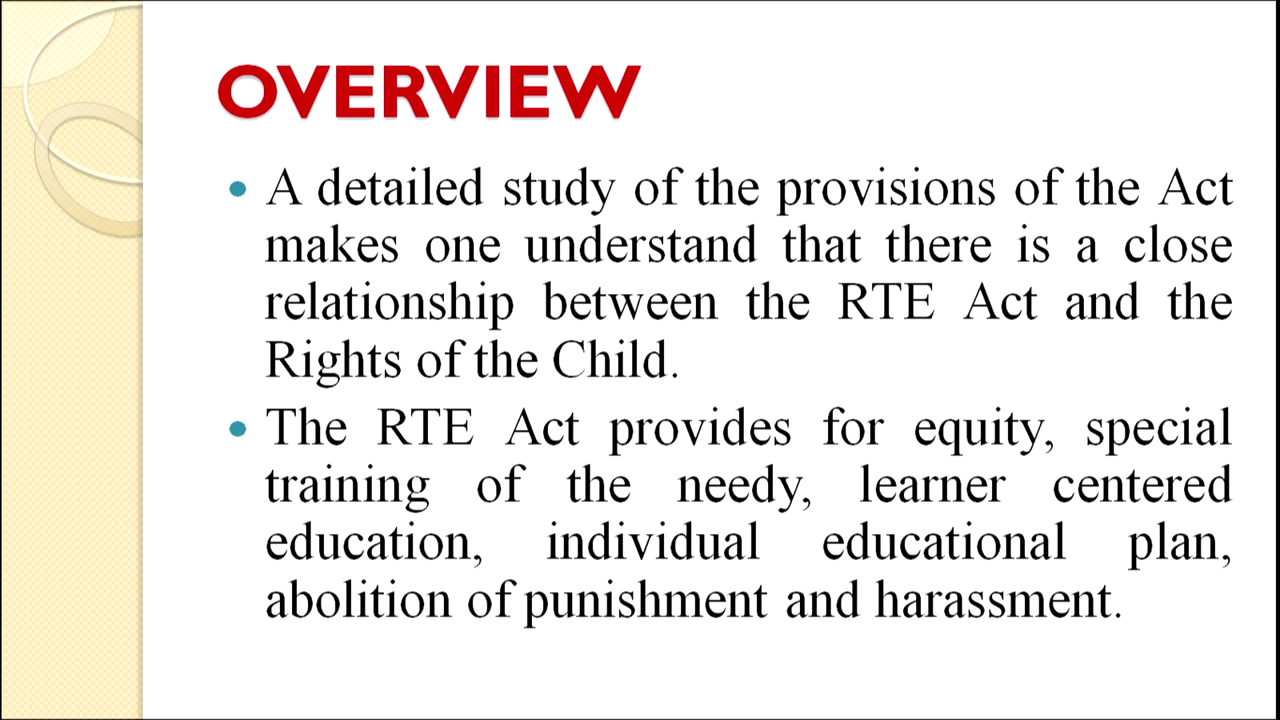 OVERVIEW
• A detailed study of the provisions of the Act
makes one understand that there is a close
relationship between the RTE Act and the
Rights of the Child.
• The RTE Act provides for equity, special
training of the needy, learner centered
education, individual educational plan,
abolition of punishment and harassment.